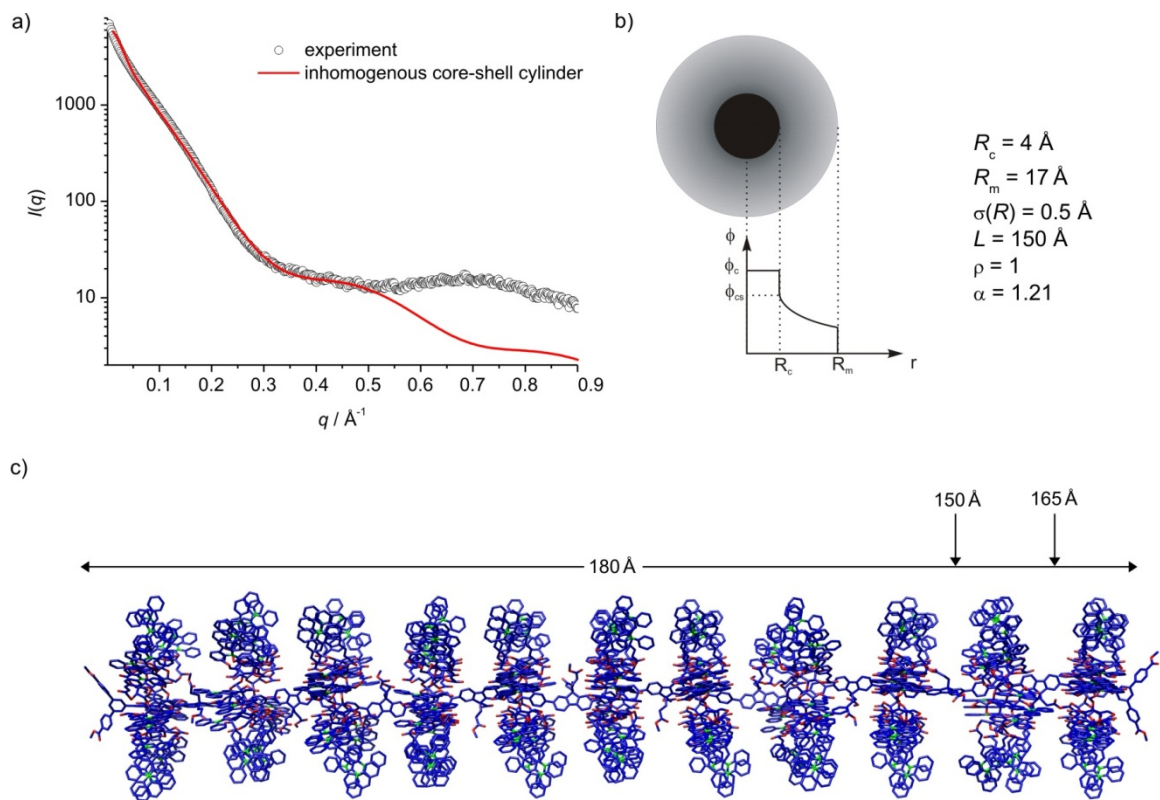 a)
experiment
inhomogenous core-shell cylinder
1000
100
10
I(q)
0.1 0.2 0.3 0.4 0.5 0.6 0.7 0.8 0.9
q / Å⁻¹
b)
ϕ
ϕc
ϕcs
Rc Rm r
Rc = 4 Å
Rm = 17 Å
σ(R) = 0.5 Å
L = 150 Å
ρ = 1
α = 1.21
c)
150 Å 165 Å
180 Å